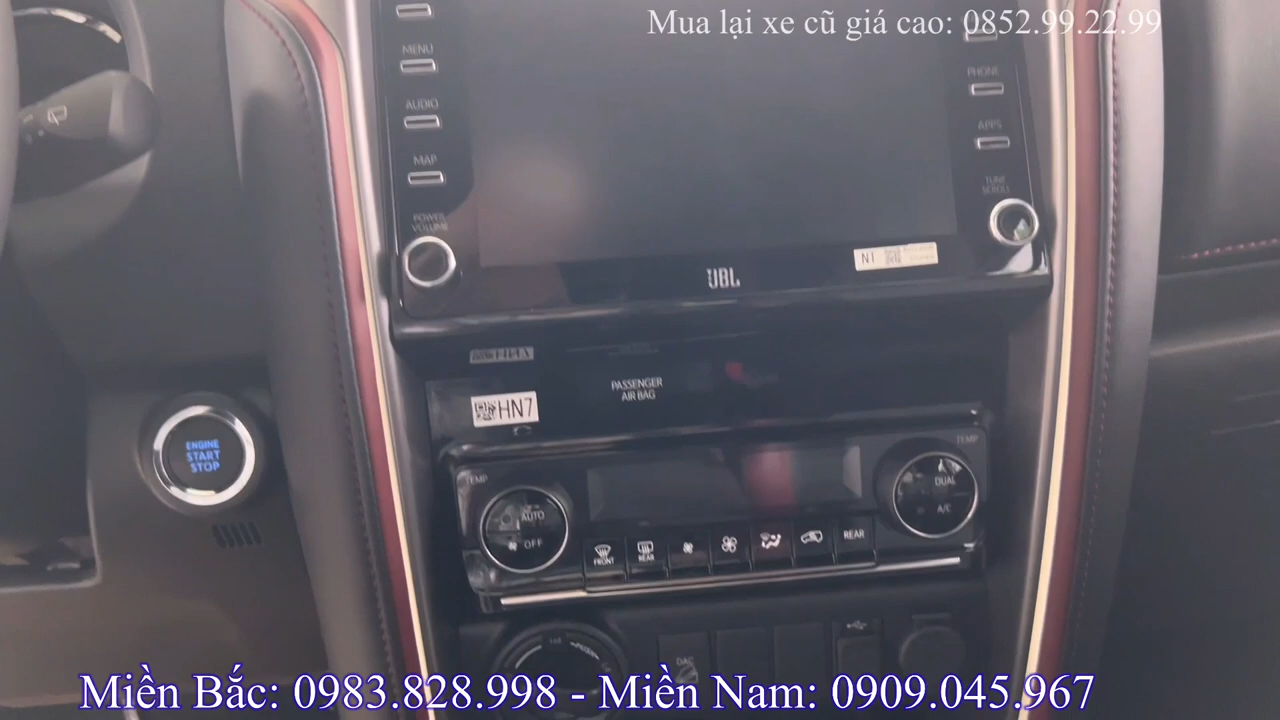 Mua lại xe cũ giá cao: 0852.99.22.99
MENU
AUDIO
MAP
POWER
VOLUME
PHONE
APPS
TUNE
SCROLL
JBL
N1
HN7
PASSENGER
AIR BAG
ENGINE
START
STOP
TEMP
AUTO
OFF
FRONT
REAR
REAR
TEMP
DUAL
A/C
DAC
Miền Bắc: 0983.828.998 - Miền Nam: 0909.045.967